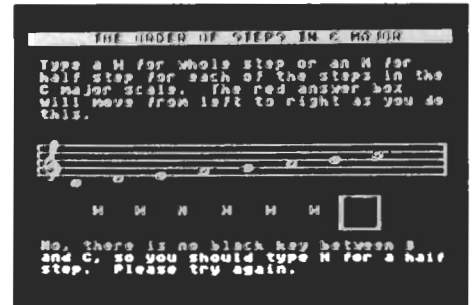 THE ORDER OF STEPS IN C MAJOR
Type a W for whole step or an H for
half step for each of the steps in the
C major scale. The red answer box
will move from left to right as you do
this.
No, there is no black key between B
and C, so you should type H for a half
step. Please try again.